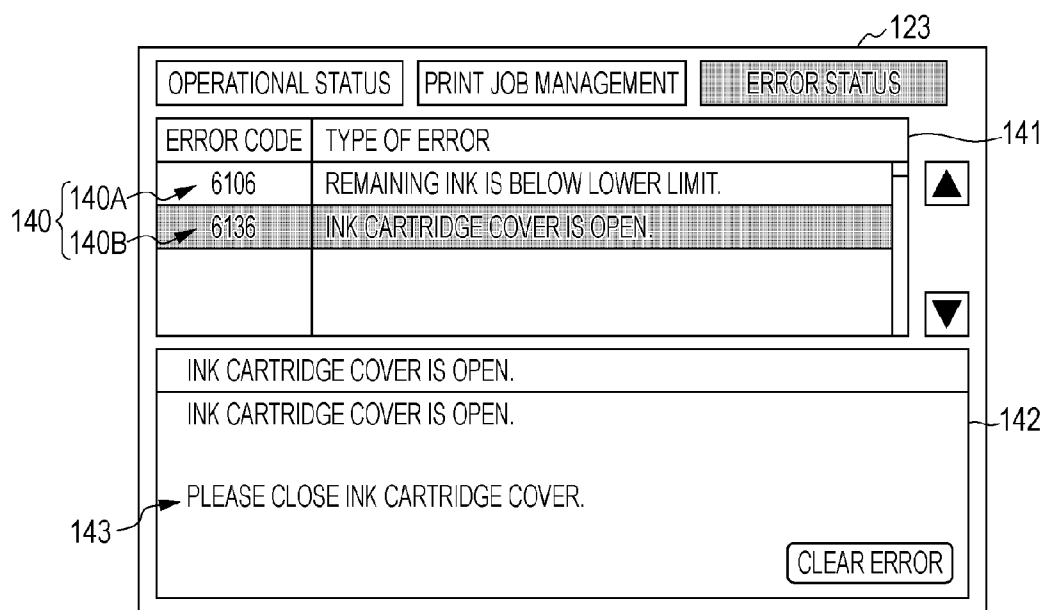 123
OPERATIONAL STATUS PRINT JOB MANAGEMENT ERROR STATUS
ERROR CODE TYPE OF ERROR 141
140A 6106 REMAINING INK IS BELOW LOWER LIMIT.
140
140B 6136 INK CARTRIDGE COVER IS OPEN.
INK CARTRIDGE COVER IS OPEN.
INK CARTRIDGE COVER IS OPEN.
142
PLEASE CLOSE INK CARTRIDGE COVER.
143
CLEAR ERROR